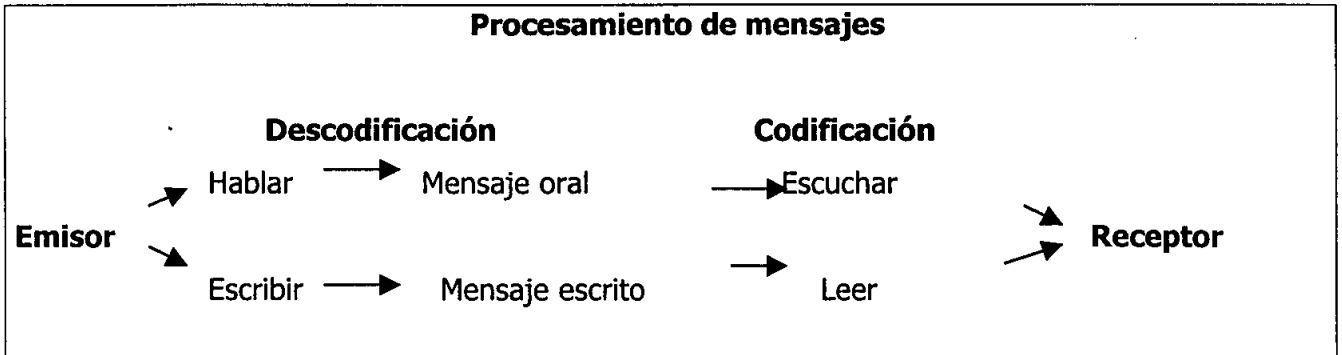 Procesamiento de mensajes
Descodificación Codificación
Hablar Mensaje oral Escuchar
Emisor Receptor
Escribir Mensaje escrito Leer